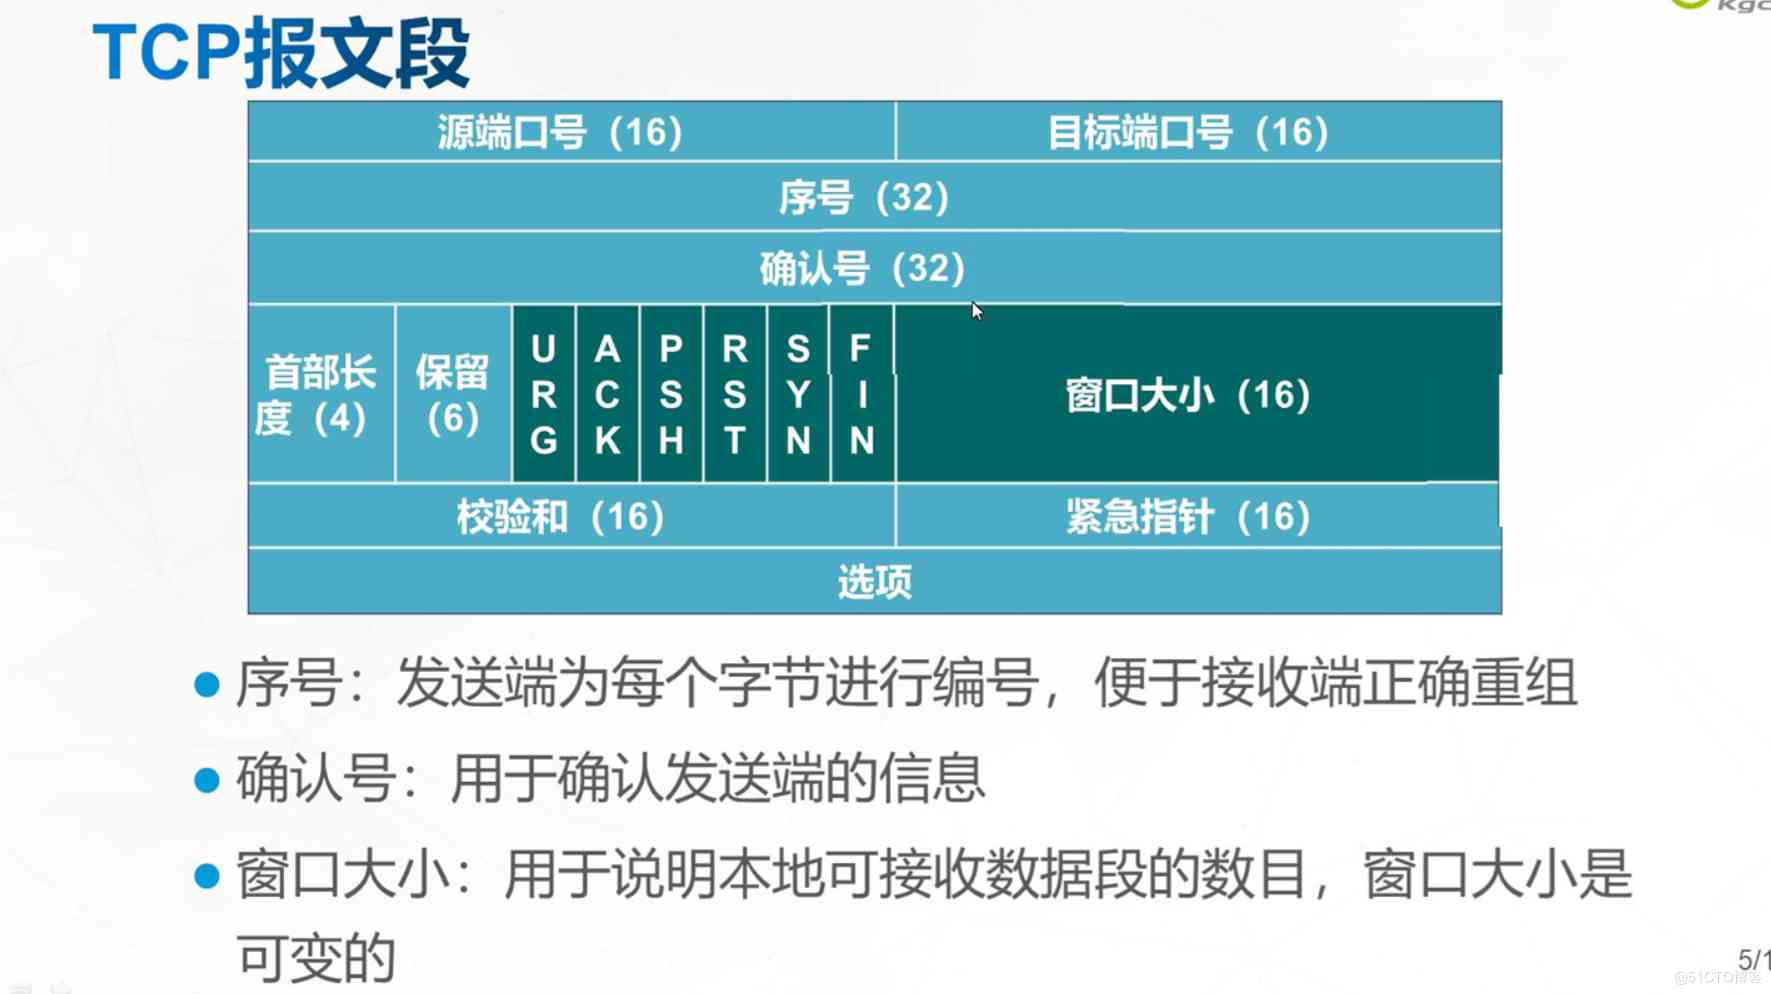 Kgc
TCP报文段
源端口号（16） 目标端口号（16）
序号（32）
确认号（32）
首部长度（4） 保留（6） URG ACK PSH RST SYN FIN 窗口大小（16）
校验和（16） 紧急指针（16）
选项
序号：发送端为每个字节进行编号，便于接收端正确重组
确认号：用于确认发送端的信息
窗口大小：用于说明本地可接收数据段的数目，窗口大小是
可变的
5/1
@51CTO博客